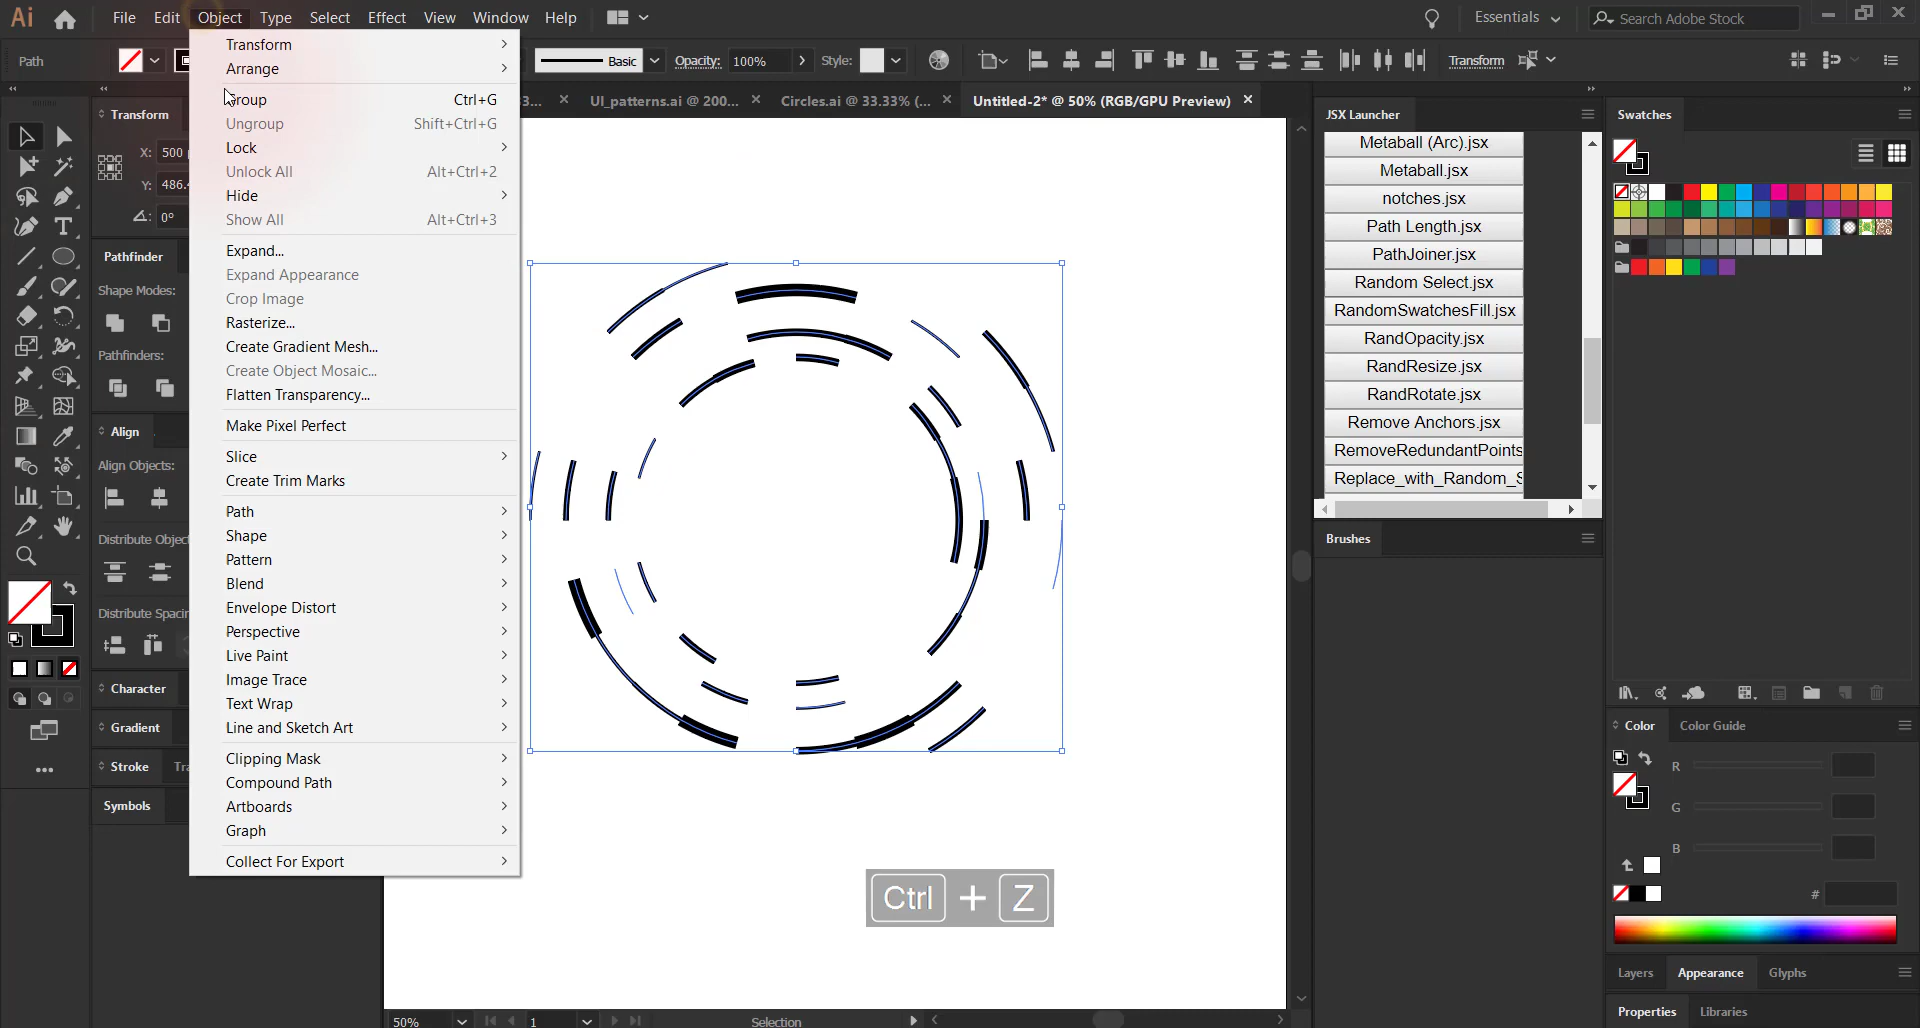 Ai File Edit Object Type Select Effect View Window Help Essentials Search Adobe Stock
Path Basic Opacity: 100% Style: Transform
3... × UI_patterns.ai @ 200... × Circles.ai @ 33.33% (... × Untitled-2* @ 50% (RGB/GPU Preview) ×
Transform
X: 500
Y: 486.
0°
Pathfinder
Shape Modes:
Pathfinders:
Align
Align Objects:
Distribute Objec
Distribute Spacin
Character
Gradient
Stroke Tra
Symbols
Transform
Arrange
Group Ctrl+G
Ungroup Shift+Ctrl+G
Lock
Unlock All Alt+Ctrl+2
Hide
Show All Alt+Ctrl+3
Expand...
Expand Appearance
Crop Image
Rasterize...
Create Gradient Mesh...
Create Object Mosaic...
Flatten Transparency...
Make Pixel Perfect
Slice
Create Trim Marks
Path
Shape
Pattern
Blend
Envelope Distort
Perspective
Live Paint
Image Trace
Text Wrap
Line and Sketch Art
Clipping Mask
Compound Path
Artboards
Graph
Collect For Export
Ctrl + Z
50% 1 Selection
JSX Launcher
Metaball (Arc).jsx
Metaball.jsx
notches.jsx
Path Length.jsx
PathJoiner.jsx
Random Select.jsx
RandomSwatchesFill.jsx
RandOpacity.jsx
RandResize.jsx
RandRotate.jsx
Remove Anchors.jsx
RemoveRedundantPoints
Replace_with_Random_S
Brushes
Swatches
Color Color Guide
R
G
B
#
Layers Appearance Glyphs
Properties Libraries